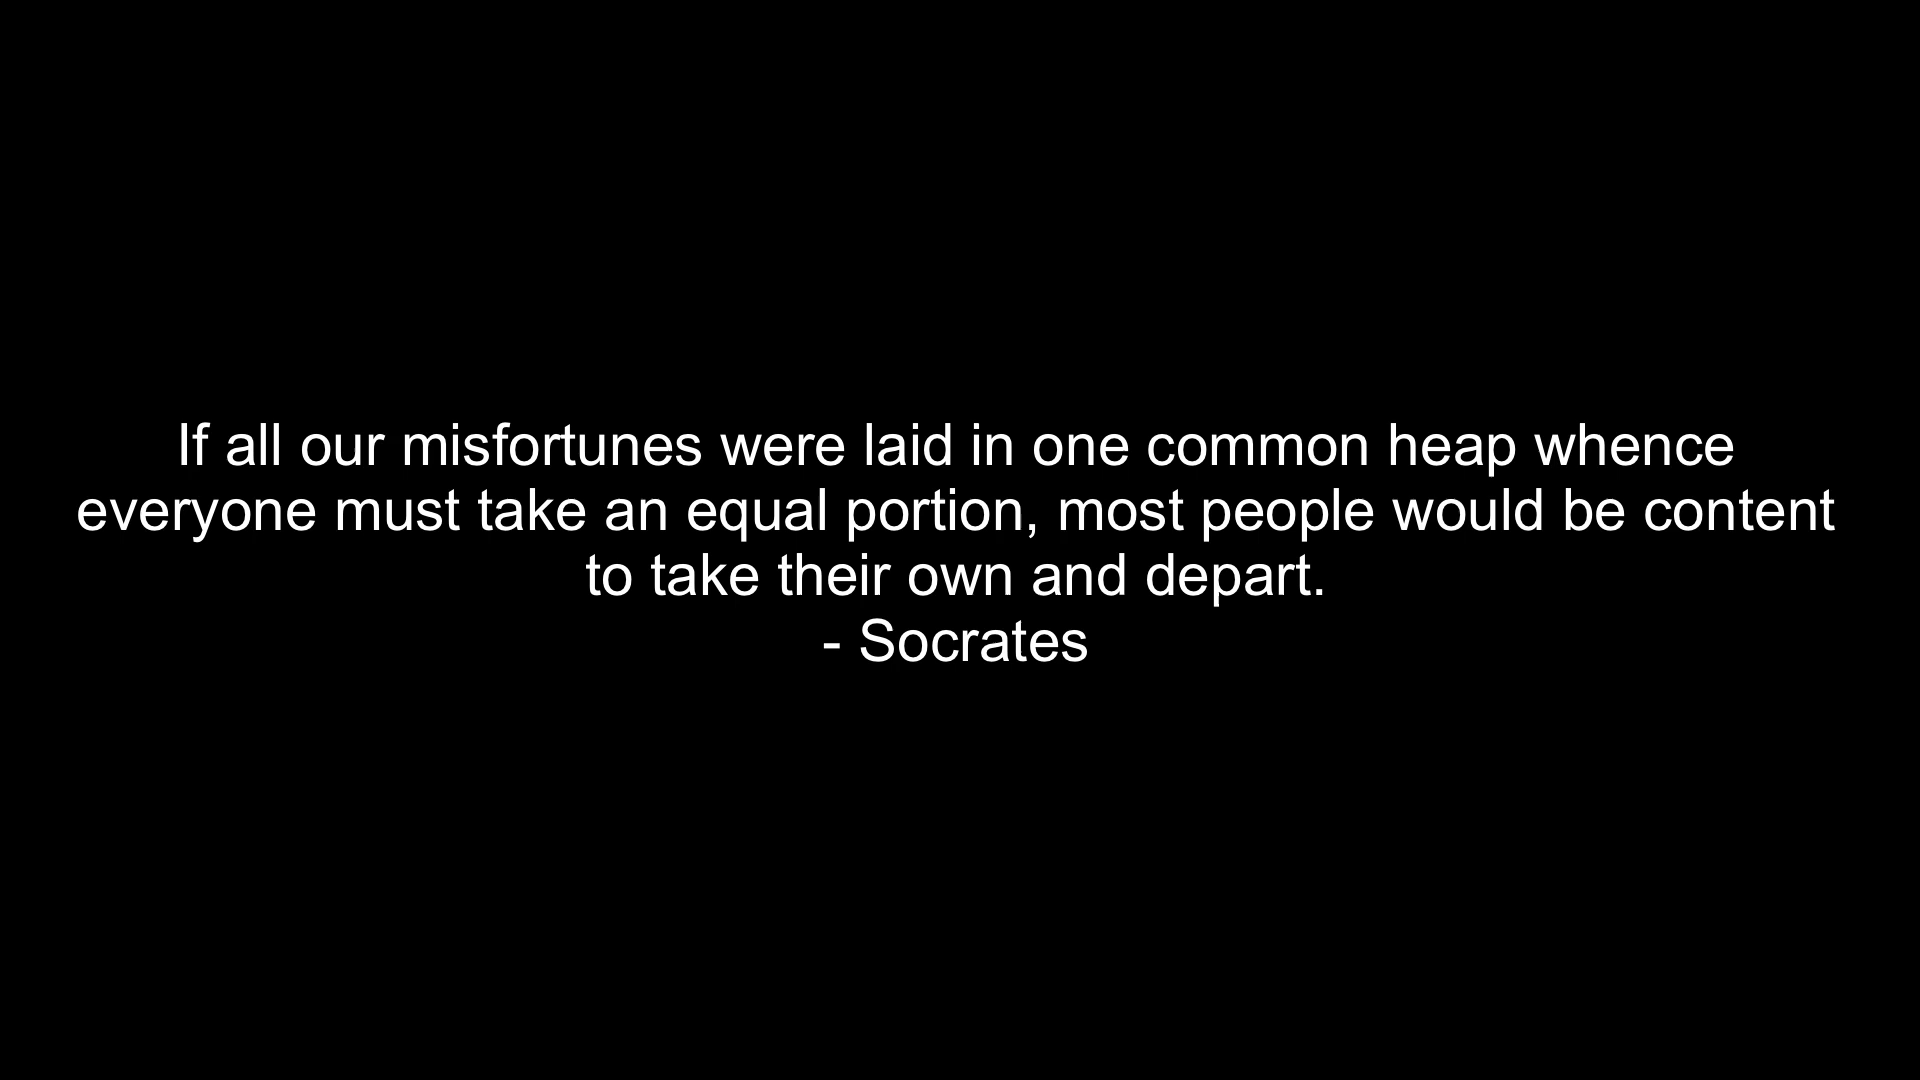 If all our misfortunes were laid in one common heap whence
everyone must take an equal portion, most people would be content
to take their own and depart.
- Socrates